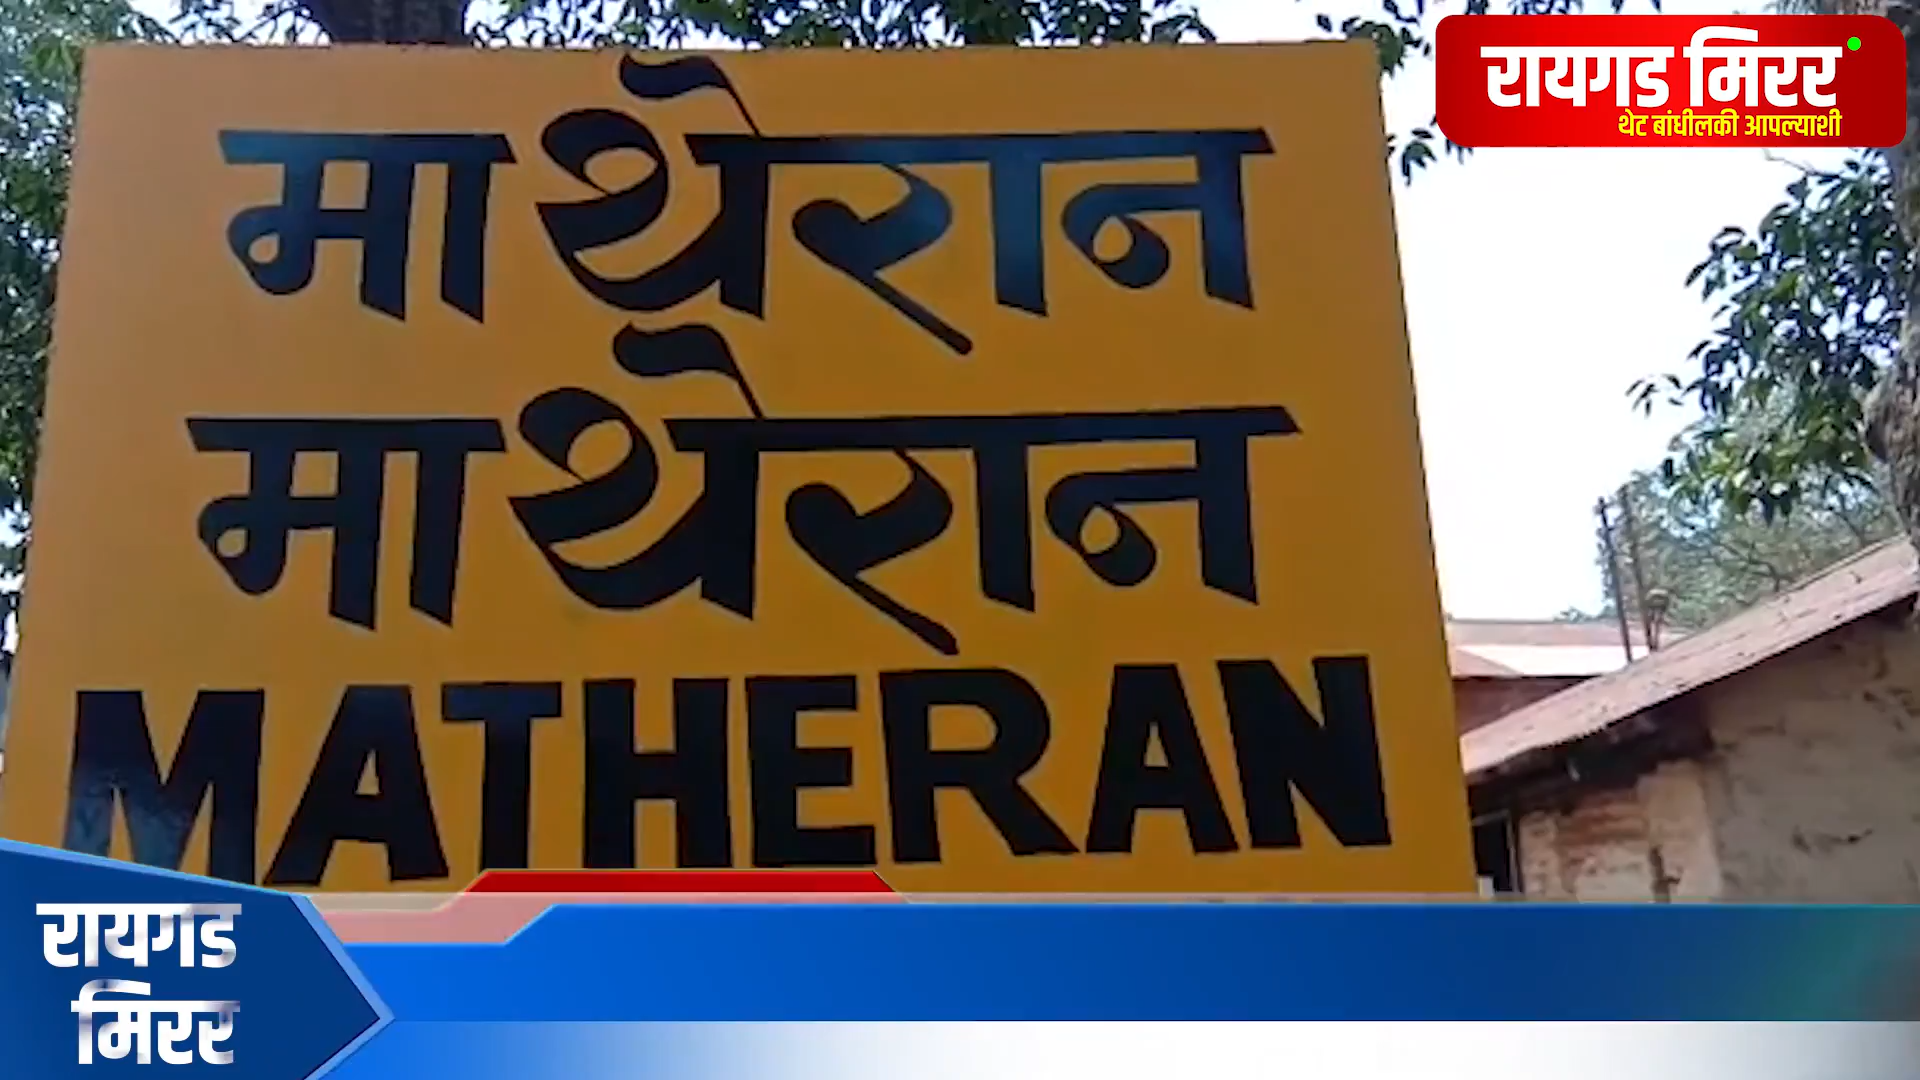 रायगड मिरर
थेट बांधीलकी आपल्याशी
माथेरान
माथेरान
MATHERAN
रायगड
मिरर